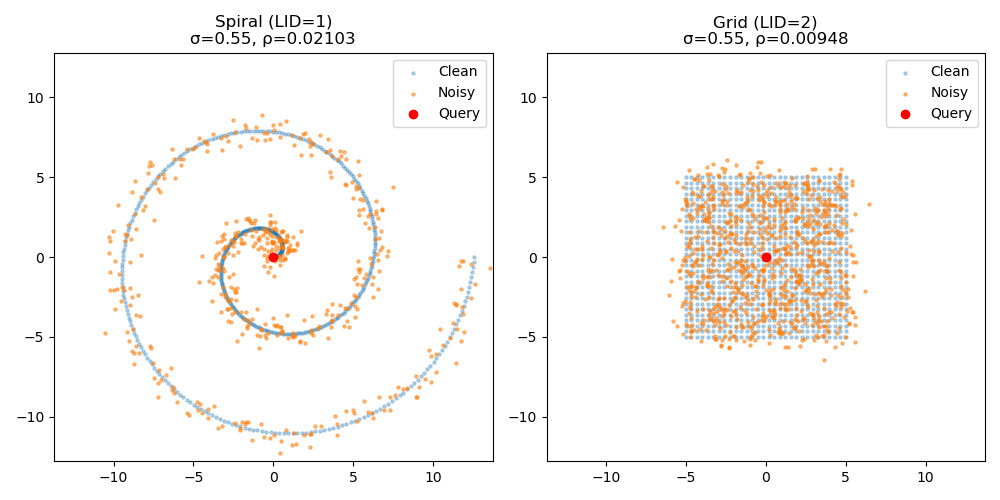 Spiral (LID=1)
σ=0.55, ρ=0.02103
Clean
Noisy
Query
10
5
0
−5
−10
−10
−5
0
5
10
Grid (LID=2)
σ=0.55, ρ=0.00948
Clean
Noisy
Query
10
5
0
−5
−10
−10
−5
0
5
10